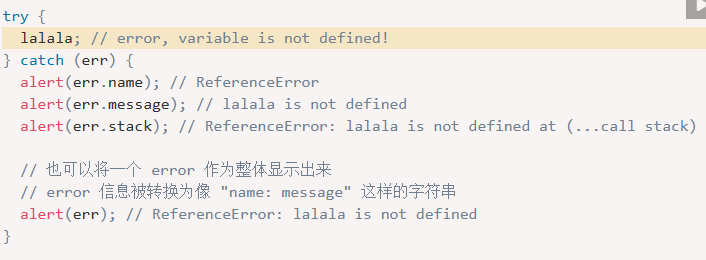 try {
  lalala; // error, variable is not defined!
} catch (err) {
  alert(err.name); // ReferenceError
  alert(err.message); // lalala is not defined
  alert(err.stack); // ReferenceError: lalala is not defined at (...call stack)

  // 也可以将一个 error 作为整体显示出来
  // error 信息被转换为像 "name: message" 这样的字符串
  alert(err); // ReferenceError: lalala is not defined
}